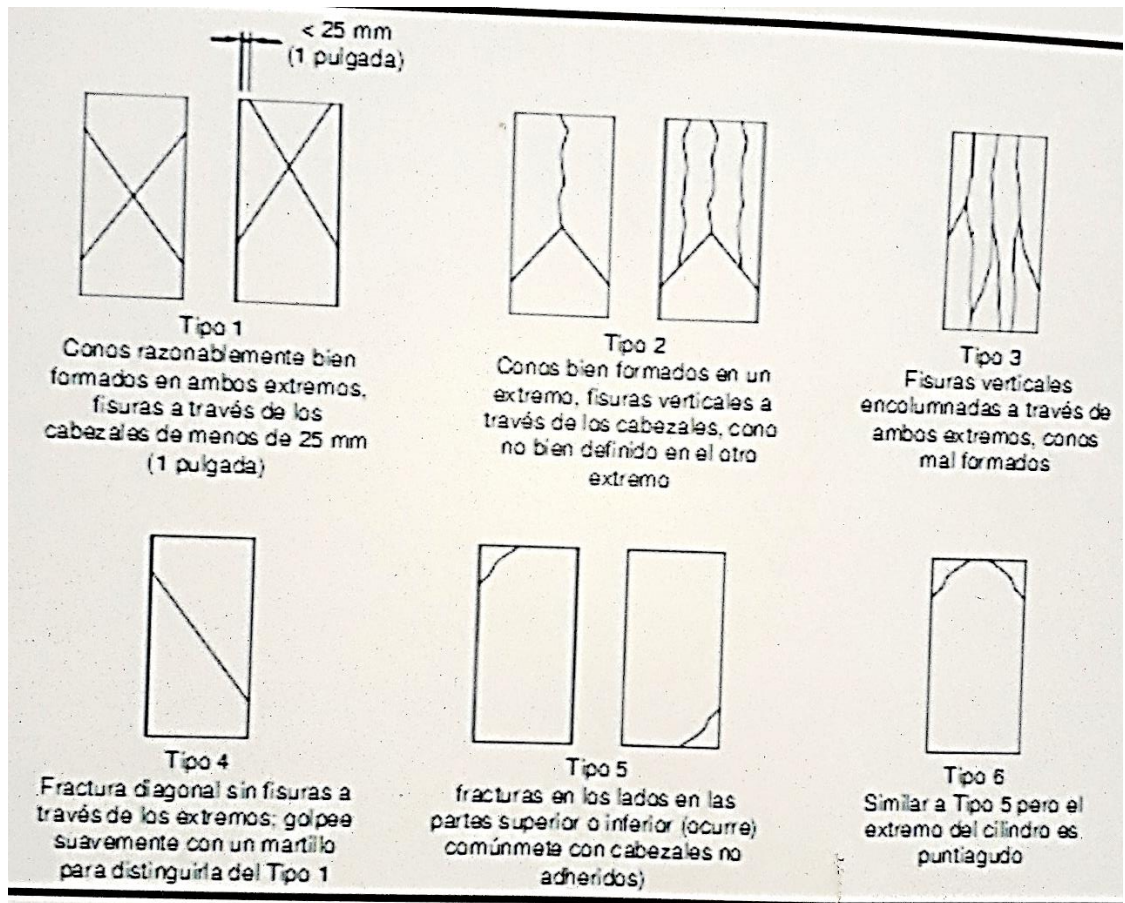 < 25 mm
(1 pulgada)
Tipo 1
Conos razonablemente bien
formados en ambos extremos,
fisuras a través de los
cabezales de menos de 25 mm
(1 pulgada)
Tipo 2
Conos bien formados en un
extremo, fisuras verticales a
través de los cabezales, cono
no bien definido en el otro
extremo
Tipo 3
Fisuras verticales
encolumnadas a través de
ambos extremos, conos
mal formados
Tipo 4
Fractura diagonal sin fisuras a
través de los extremos; golpee
suavemente con un martillo
para distinguirla del Tipo 1
Tipo 5
fracturas en los lados en las
partes superior o inferior (ocurre)
comúnmete con cabezales no
adheridos)
Tipo 6
Similar a Tipo 5 pero el
extremo del cilindro es
puntiagudo